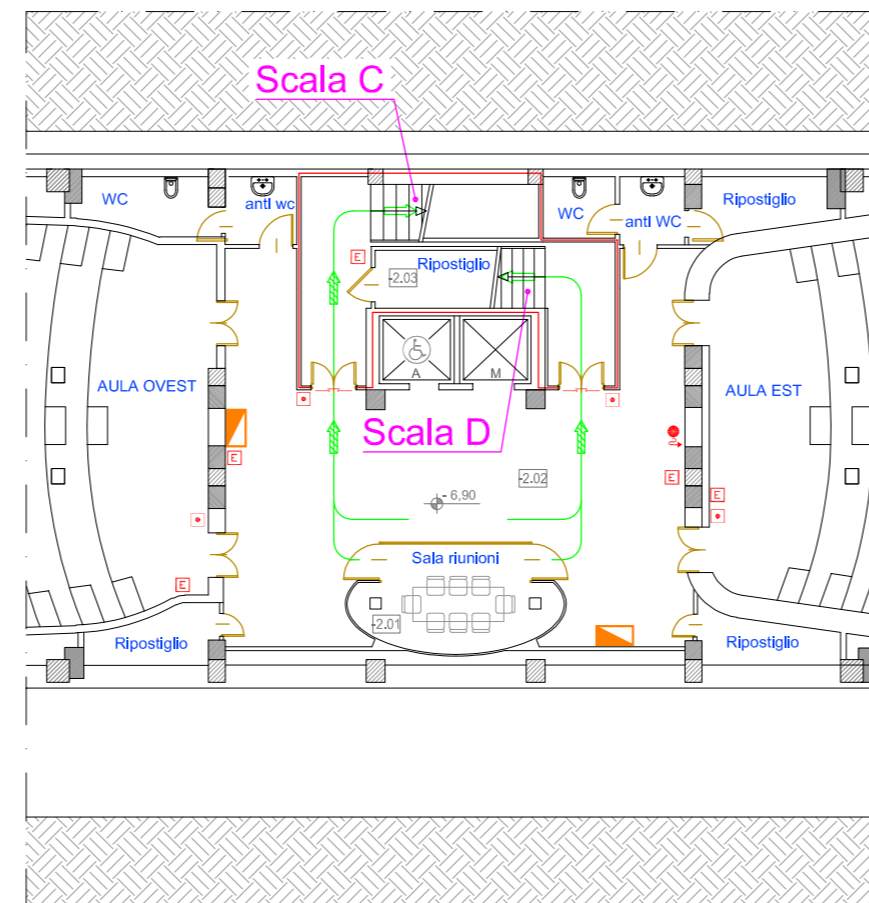 Scala C
WC
anti wc
WC
anti WC
Ripostiglio
E
Ripostiglio
-2.03
AULA OVEST
A
M
AULA EST
Scala D
E
E
-2.02
E
- 6,90
Sala riunioni
E
-2.01
Ripostiglio
Ripostiglio